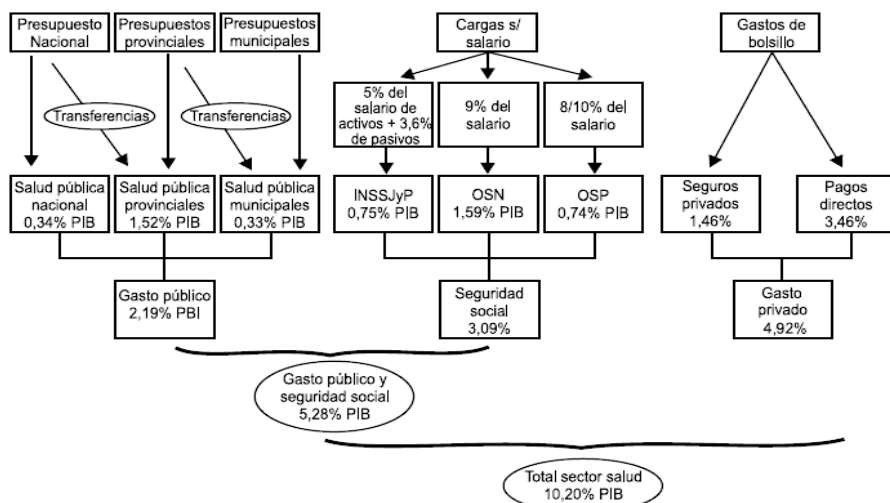 Presupuesto
Nacional
Presupuestos
provinciales
Presupuestos
municipales
Cargas s/
salario
Gastos de
bolsillo
Transferencias
Transferencias
5% del
salario de
activos + 3,6%
de pasivos
9% del
salario
8/10% del
salario
Salud pública
nacional
0,34% PIB
Salud pública
provinciales
1,52% PIB
Salud pública
municipales
0,33% PIB
INSSJyP
0,75% PIB
OSN
1,59% PIB
OSP
0,74% PIB
Seguros
privados
1,46%
Pagos
directos
3,46%
Gasto público
2,19% PBI
Seguridad
social
3,09%
Gasto
privado
4,92%
Gasto público y
seguridad social
5,28% PIB
Total sector salud
10,20% PIB